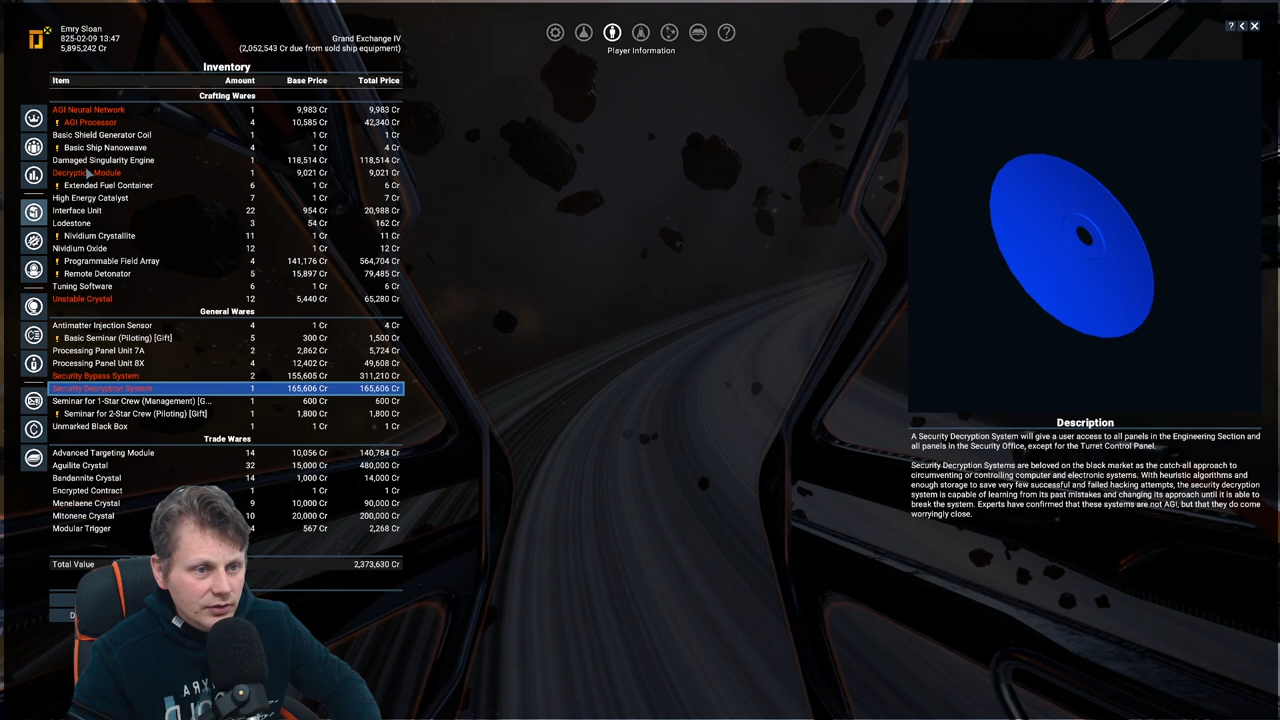 Emry Sloan
825-02-09 13:47
5,895,242 Cr
Grand Exchange IV
(2,052,543 Cr due from sold ship equipment)
Player Information
Inventory
Item Amount Base Price Total Price
Crafting Wares
AGI Neural Network 1 9,983 Cr 9,983 Cr
! AGI Processor 4 10,585 Cr 42,340 Cr
Basic Shield Generator Coil 1 1 Cr 1 Cr
! Basic Ship Nanoweave 4 1 Cr 4 Cr
Damaged Singularity Engine 1 118,514 Cr 118,514 Cr
Decryption Module 1 9,021 Cr 9,021 Cr
! Extended Fuel Container 6 1 Cr 6 Cr
High Energy Catalyst 7 1 Cr 7 Cr
Interface Unit 22 954 Cr 20,988 Cr
Lodestone 3 54 Cr 162 Cr
! Nividium Crystallite 11 1 Cr 11 Cr
Nividium Oxide 12 1 Cr 12 Cr
! Programmable Field Array 4 141,176 Cr 564,704 Cr
! Remote Detonator 5 15,897 Cr 79,485 Cr
Tuning Software 6 1 Cr 6 Cr
Unstable Crystal 12 5,440 Cr 65,280 Cr
General Wares
Antimatter Injection Sensor 4 1 Cr 4 Cr
! Basic Seminar (Piloting) [Gift] 5 300 Cr 1,500 Cr
Processing Panel Unit 7A 2 2,862 Cr 5,724 Cr
Processing Panel Unit 8X 4 12,402 Cr 49,608 Cr
Security Bypass System 2 155,605 Cr 311,210 Cr
Security Decryption System 1 165,606 Cr 165,606 Cr
Seminar for 1-Star Crew (Management) [G... 1 600 Cr 600 Cr
! Seminar for 2-Star Crew (Piloting) [Gift] 1 1,800 Cr 1,800 Cr
Unmarked Black Box 1 1 Cr 1 Cr
Trade Wares
Advanced Targeting Module 14 10,056 Cr 140,784 Cr
Aguilite Crystal 32 15,000 Cr 480,000 Cr
Bandannite Crystal 14 1,000 Cr 14,000 Cr
Encrypted Contract 1 1 Cr 1 Cr
Menelaene Crystal 9 10,000 Cr 90,000 Cr
Mitonene Crystal 10 20,000 Cr 200,000 Cr
Modular Trigger 4 567 Cr 2,268 Cr
Total Value 2,373,630 Cr
D
Description
A Security Decryption System will give a user access to all panels in the Engineering Section and
all panels in the Security Office, except for the Turret Control Panel.
Security Decryption Systems are beloved on the black market as the catch-all approach to
circumventing or controlling computer and electronic systems. With heuristic algorithms and
enough storage to save very few successful and failed hacking attempts, the security decryption
system is capable of learning from its past mistakes and changing its approach until it is able to
break the system. Experts have confirmed that these systems are not AGI, but that they do come
worryingly close.